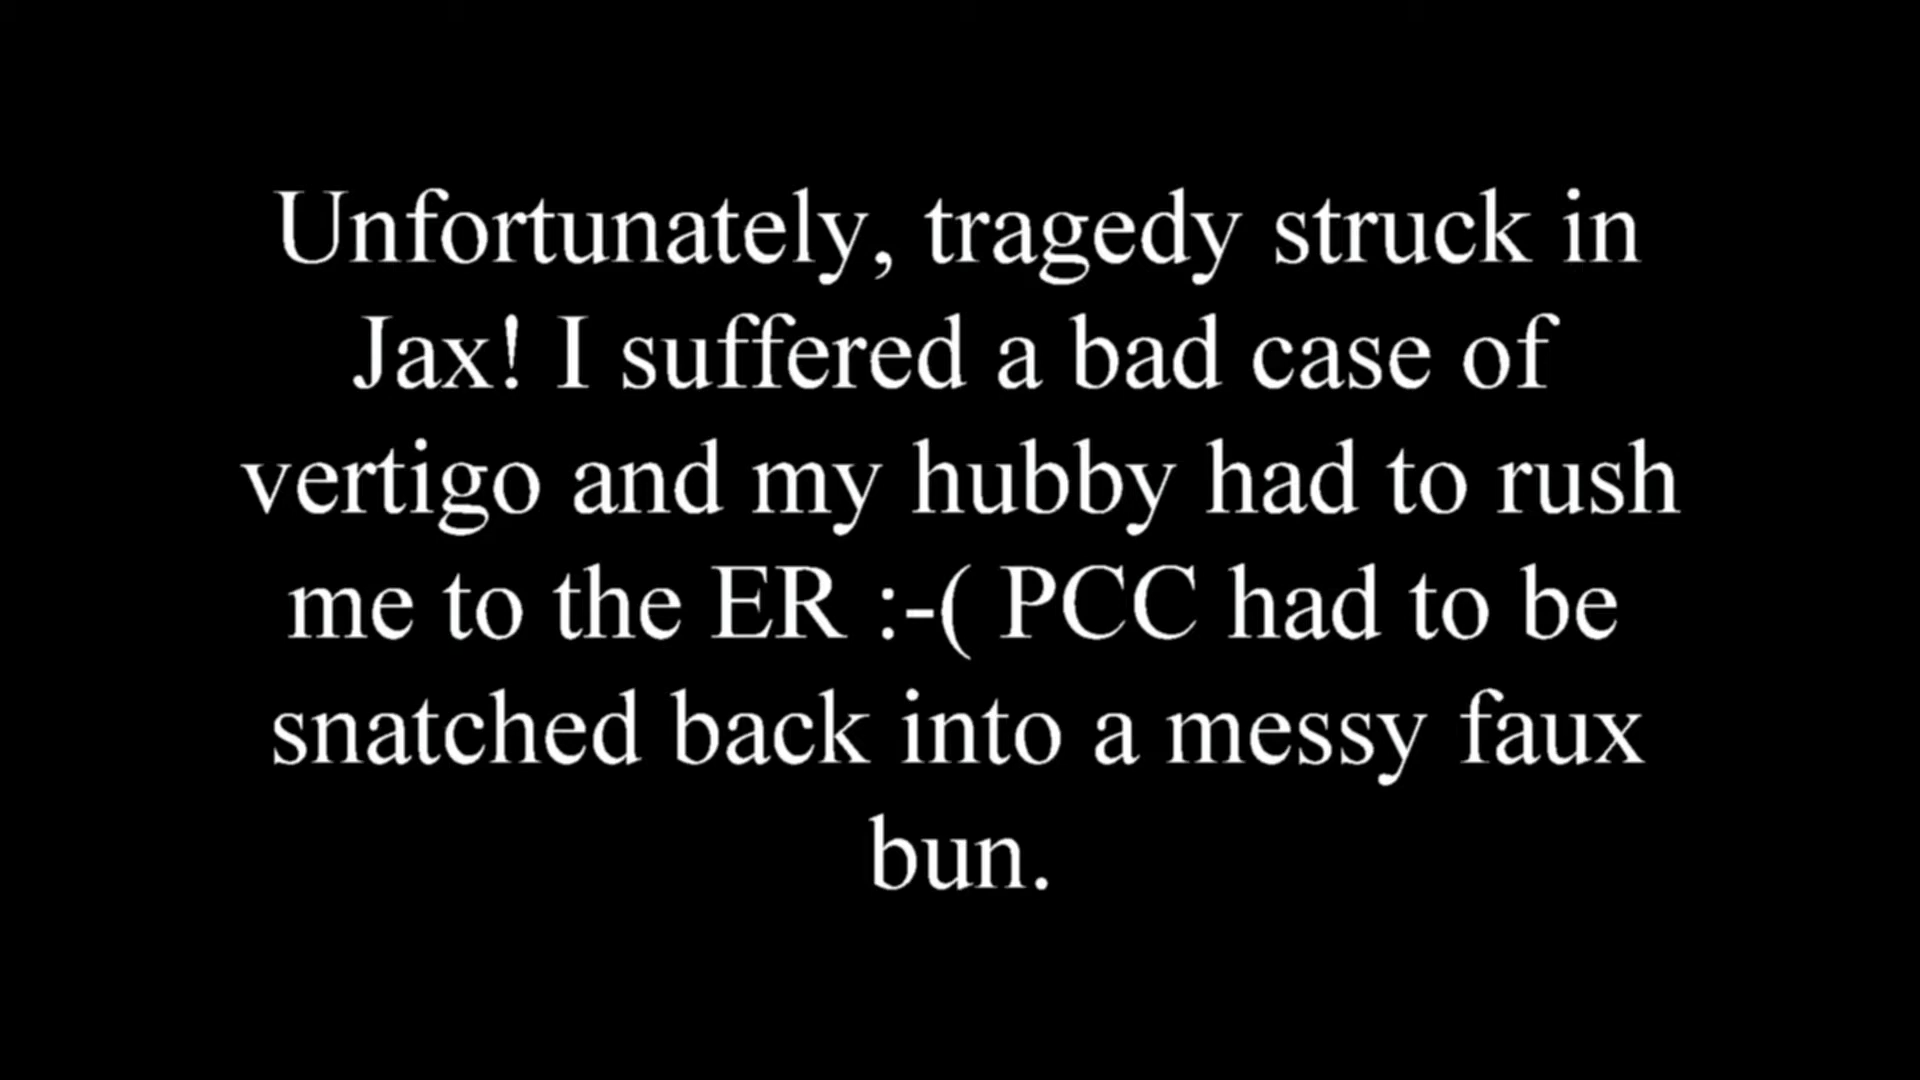 Unfortunately, tragedy struck in
Jax! I suffered a bad case of
vertigo and my hubby had to rush
me to the ER :-( PCC had to be
snatched back into a messy faux
bun.